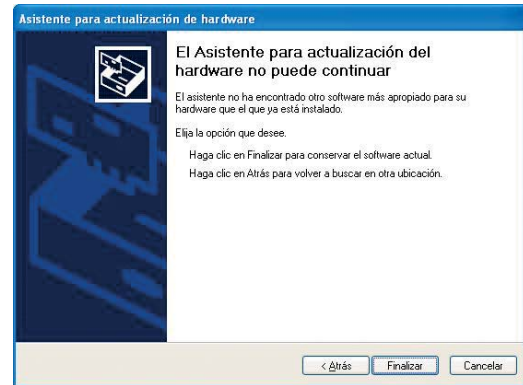 Asistente para actualización de hardware
El Asistente para actualización del
hardware no puede continuar
El asistente no ha encontrado otro software más apropiado para su
hardware que el que ya está instalado.
Elija la opción que desee.
Haga clic en Finalizar para conservar el software actual.
Haga clic en Atrás para volver a buscar en otra ubicación.
< Atrás
Finalizar
Cancelar